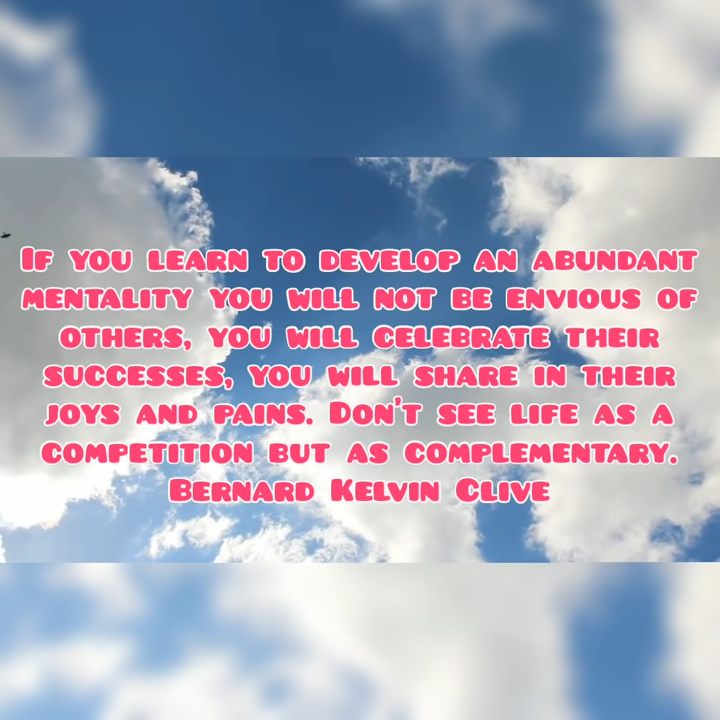 If you learn to develop an abundant
mentality you will not be envious of
others, you will celebrate their
successes, you will share in their
joys and pains. Don't see life as a
competition but as complementary.
Bernard Kelvin Clive